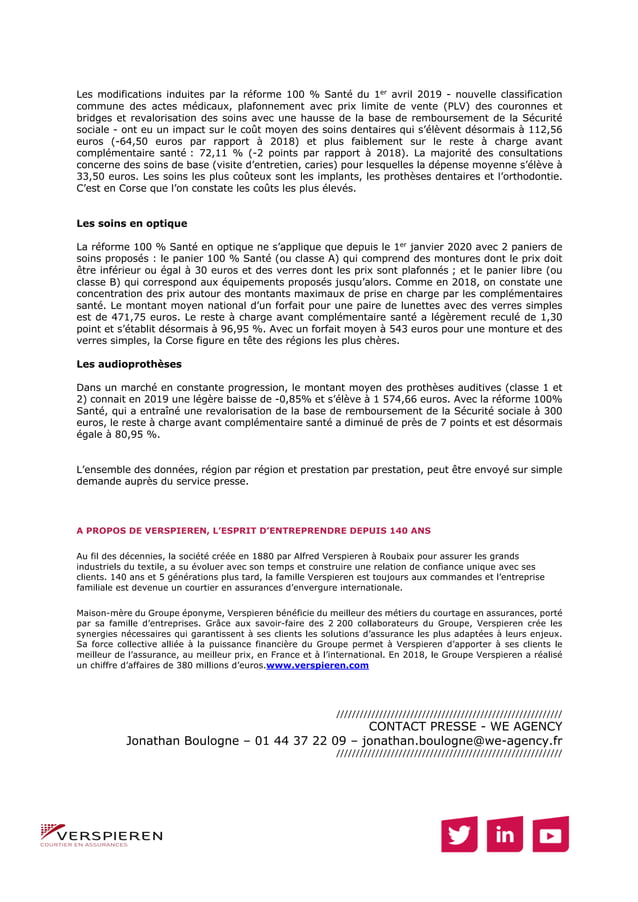 Les modifications induites par la réforme 100 % Santé du 1er avril 2019 - nouvelle classification
commune des actes médicaux, plafonnement avec prix limite de vente (PLV) des couronnes et
bridges et revalorisation des soins avec une hausse de la base de remboursement de la Sécurité
sociale - ont eu un impact sur le coût moyen des soins dentaires qui s’élèvent désormais à 112,56
euros (-64,50 euros par rapport à 2018) et plus faiblement sur le reste à charge avant
complémentaire santé : 72,11 % (-2 points par rapport à 2018). La majorité des consultations
concerne des soins de base (visite d’entretien, caries) pour lesquelles la dépense moyenne s’élève à
33,50 euros. Les soins les plus coûteux sont les implants, les prothèses dentaires et l’orthodontie.
C’est en Corse que l’on constate les coûts les plus élevés.
Les soins en optique
La réforme 100 % Santé en optique ne s’applique que depuis le 1er janvier 2020 avec 2 paniers de
soins proposés : le panier 100 % Santé (ou classe A) qui comprend des montures dont le prix doit
être inférieur ou égal à 30 euros et des verres dont les prix sont plafonnés ; et le panier libre (ou
classe B) qui correspond aux équipements proposés jusqu’alors. Comme en 2018, on constate une
concentration des prix autour des montants maximaux de prise en charge par les complémentaires
santé. Le montant moyen national d’un forfait pour une paire de lunettes avec des verres simples
est de 471,75 euros. Le reste à charge avant complémentaire santé a légèrement reculé de 1,30
point et s’établit désormais à 96,95 %. Avec un forfait moyen à 543 euros pour une monture et des
verres simples, la Corse figure en tête des régions les plus chères.
Les audioprothèses
Dans un marché en constante progression, le montant moyen des prothèses auditives (classe 1 et
2) connait en 2019 une légère baisse de -0,85% et s’élève à 1 574,66 euros. Avec la réforme 100%
Santé, qui a entraîné une revalorisation de la base de remboursement de la Sécurité sociale à 300
euros, le reste à charge avant complémentaire santé a diminué de près de 7 points et est désormais
égale à 80,95 %.
L’ensemble des données, région par région et prestation par prestation, peut être envoyé sur simple
demande auprès du service presse.
A PROPOS DE VERSPIEREN, L’ESPRIT D’ENTREPRENDRE DEPUIS 140 ANS
Au fil des décennies, la société créée en 1880 par Alfred Verspieren à Roubaix pour assurer les grands
industriels du textile, a su évoluer avec son temps et construire une relation de confiance unique avec ses
clients. 140 ans et 5 générations plus tard, la famille Verspieren est toujours aux commandes et l’entreprise
familiale est devenue un courtier en assurances d’envergure internationale.
Maison-mère du Groupe éponyme, Verspieren bénéficie du meilleur des métiers du courtage en assurances, porté
par sa famille d’entreprises. Grâce aux savoir-faire des 2 200 collaborateurs du Groupe, Verspieren crée les
synergies nécessaires qui garantissent à ses clients les solutions d’assurance les plus adaptées à leurs enjeux.
Sa force collective alliée à la puissance financière du Groupe permet à Verspieren d’apporter à ses clients le
meilleur de l’assurance, au meilleur prix, en France et à l’international. En 2018, le Groupe Verspieren a réalisé
un chiffre d’affaires de 380 millions d’euros.www.verspieren.com
//////////////////////////////////////////////////////////
CONTACT PRESSE - WE AGENCY
Jonathan Boulogne – 01 44 37 22 09 – jonathan.boulogne@we-agency.fr
//////////////////////////////////////////////////////////
VERSPIEREN
COURTIER EN ASSURANCES
in